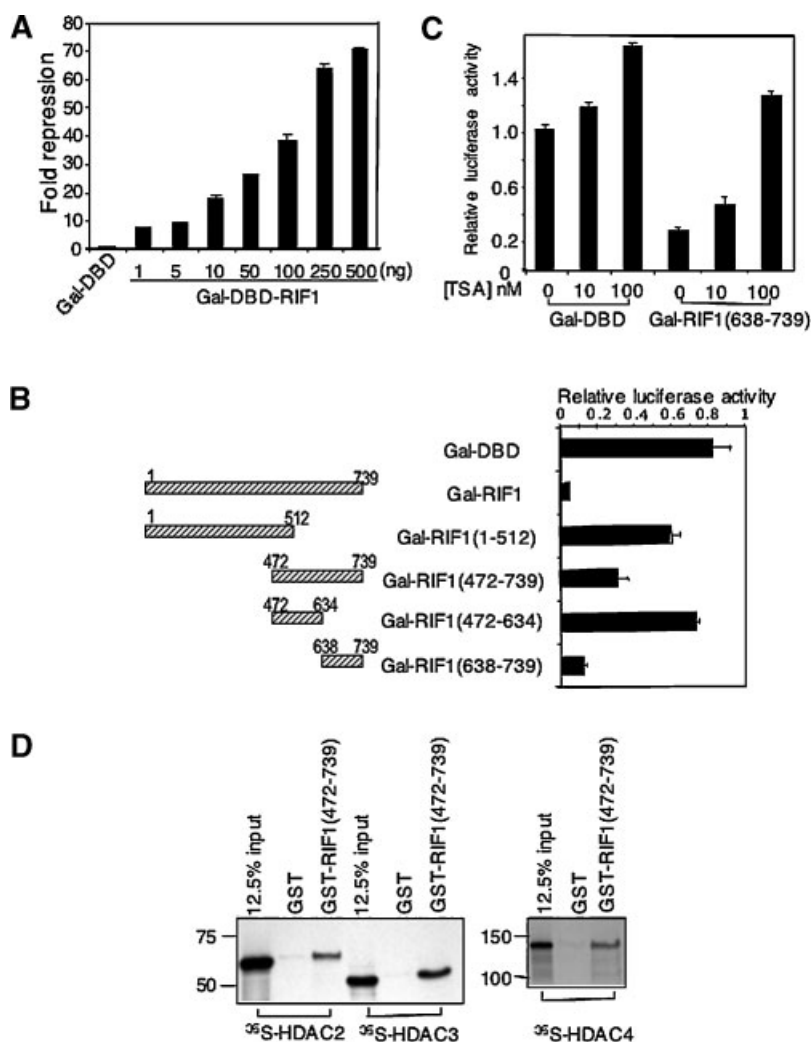 A
Fold repression
80
70
60
50
40
30
20
10
0
Gal-DBD
1 5 10 50 100 250 500 (ng)
Gal-DBD-RIF1
C
Relative luciferase activity
1.4
1.0
0.6
0.2
0
[TSA] nM 0 10 100 0 10 100
Gal-DBD Gal-RIF1(638-739)
B
Relative luciferase activity
0 0.2 0.4 0.6 0.8 1
Gal-DBD
1 739
Gal-RIF1
1 512
Gal-RIF1(1-512)
472 739
Gal-RIF1(472-739)
472 634
Gal-RIF1(472-634)
638 739
Gal-RIF1(638-739)
D
12.5% input
GST
GST-RIF1(472-739)
12.5% input
GST
GST-RIF1(472-739)
12.5% input
GST
GST-RIF1(472-739)
75
50
150
100
35S-HDAC2 35S-HDAC3 35S-HDAC4